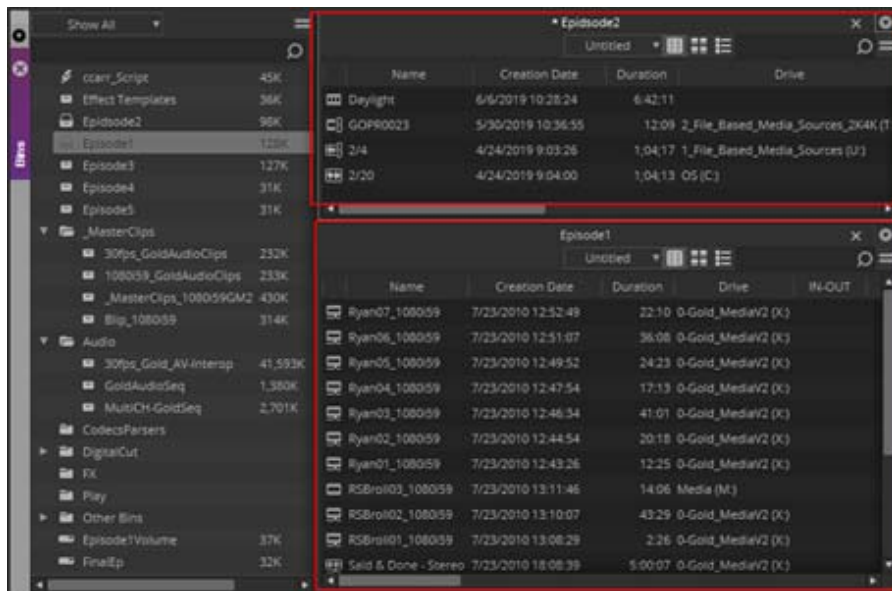 Show All
Bins
ccarr_Script 45K
Effect Templates 36K
Epidsode2 98K
Episode1 128K
Episode3 127K
Episode4 31K
Episode5 31K
_MasterClips
30fps_GoldAudioClips 232K
1080i59_GoldAudioClips 233K
_MasterClips_1080i59GM2 430K
Blip_1080i59 314K
Audio
30fps_Gold_AV-Interop 41,593K
GoldAudioSeq 1,380K
MultiCH-GoldSeq 2,701K
CodecsParsers
DigitalCut
FX
Play
Other Bins
Episode1Volume 37K
FinalEp 32K
* Epidsode2
Untitled
Name Creation Date Duration Drive
Daylight 6/6/2019 10:28:24 6:42:11
GOPR0023 5/30/2019 10:36:55 12:09 2_File_Based_Media_Sources_2K4K (T
2/4 4/24/2019 9:03:26 1;04;17 1_File_Based_Media_Sources (U:)
2/20 4/24/2019 9:04:00 1;04;13 OS (C:)
Episode1
Untitled
Name Creation Date Duration Drive IN-OUT
Ryan07_1080i59 7/23/2010 12:52:49 22:10 0-Gold_MediaV2 (X:)
Ryan06_1080i59 7/23/2010 12:51:07 36:08 0-Gold_MediaV2 (X:)
Ryan05_1080i59 7/23/2010 12:49:52 24:23 0-Gold_MediaV2 (X:)
Ryan04_1080i59 7/23/2010 12:47:54 17:13 0-Gold_MediaV2 (X:)
Ryan03_1080i59 7/23/2010 12:46:34 41:01 0-Gold_MediaV2 (X:)
Ryan02_1080i59 7/23/2010 12:44:54 20:18 0-Gold_MediaV2 (X:)
Ryan01_1080i59 7/23/2010 12:43:26 12:25 0-Gold_MediaV2 (X:)
RSBroll03_1080i59 7/23/2010 13:11:46 14:06 Media (M:)
RSBroll02_1080i59 7/23/2010 13:10:07 43:29 0-Gold_MediaV2 (X:)
RSBroll01_1080i59 7/23/2010 13:08:29 2:26 0-Gold_MediaV2 (X:)
Said & Done - Stereo 7/23/2010 18:08:39 5:00:07 0-Gold_MediaV2 (X:)